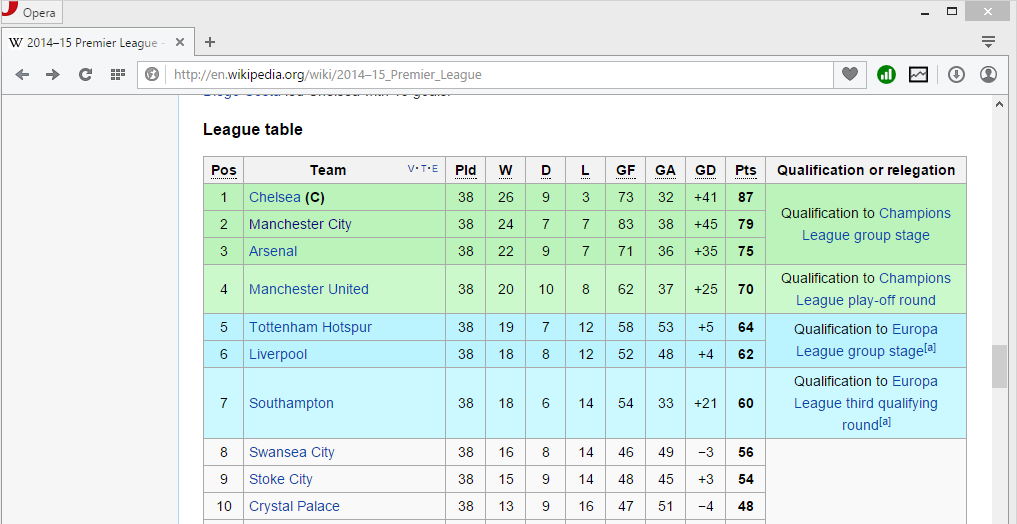 Opera
W 2014–15 Premier League -
http://en.wikipedia.org/wiki/2014–15_Premier_League
League table
Pos Team V·T·E Pld W D L GF GA GD Pts Qualification or relegation
1 Chelsea (C) 38 26 9 3 73 32 +41 87 Qualification to Champions League group stage
2 Manchester City 38 24 7 7 83 38 +45 79
3 Arsenal 38 22 9 7 71 36 +35 75
4 Manchester United 38 20 10 8 62 37 +25 70 Qualification to Champions League play-off round
5 Tottenham Hotspur 38 19 7 12 58 53 +5 64 Qualification to Europa League group stage[a]
6 Liverpool 38 18 8 12 52 48 +4 62
7 Southampton 38 18 6 14 54 33 +21 60 Qualification to Europa League third qualifying round[a]
8 Swansea City 38 16 8 14 46 49 −3 56
9 Stoke City 38 15 9 14 48 45 +3 54
10 Crystal Palace 38 13 9 16 47 51 −4 48